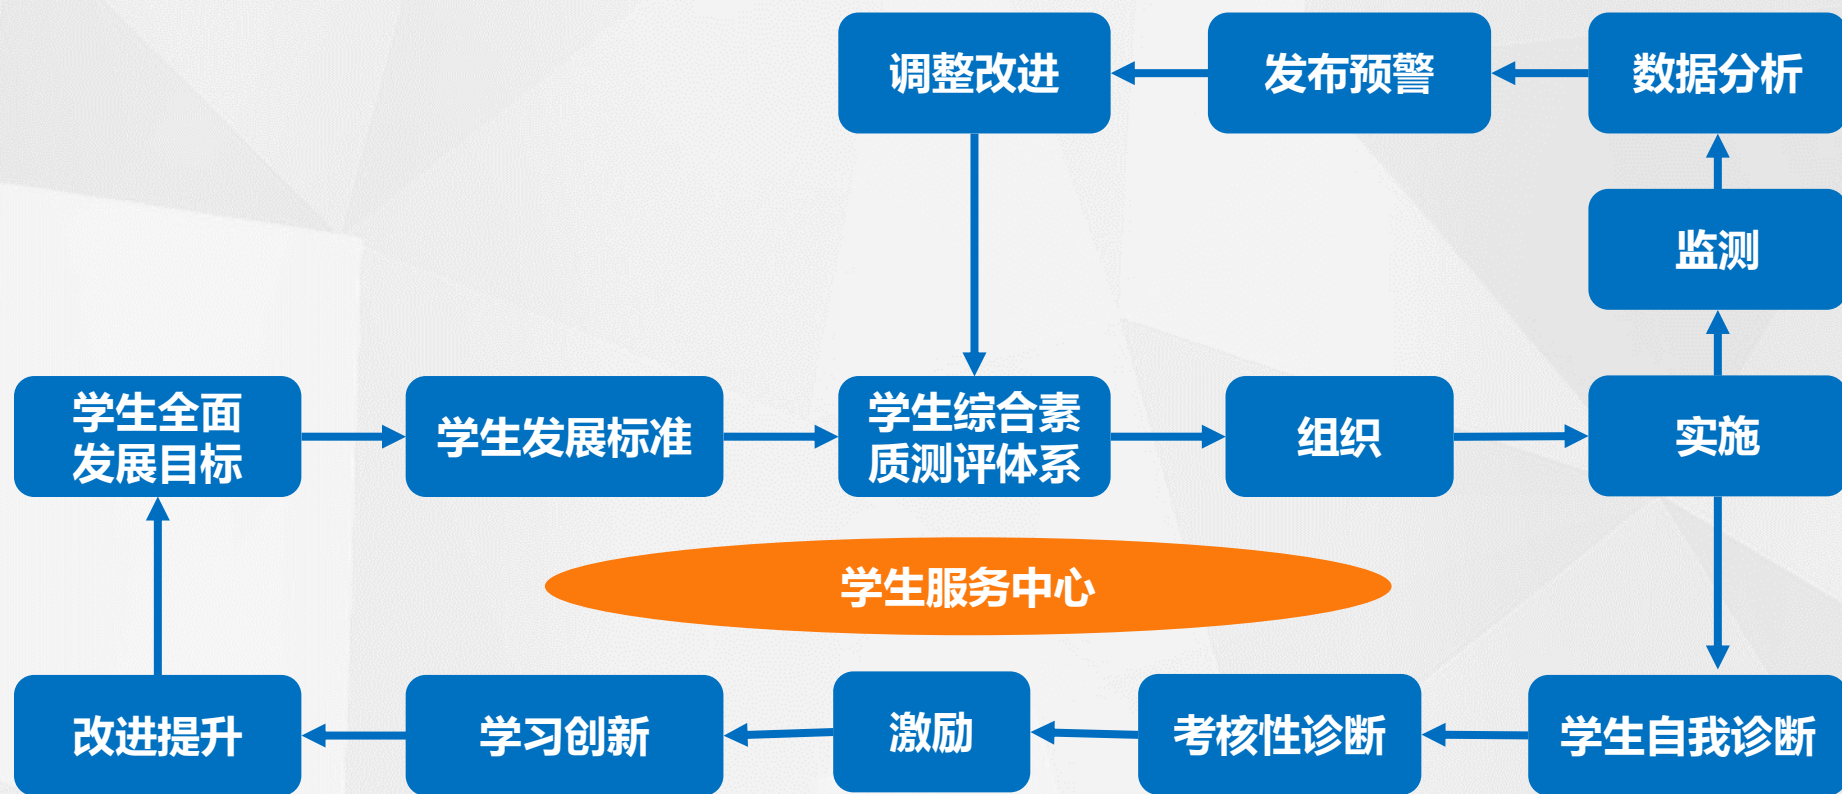 调整改进
发布预警
数据分析
监测
学生全面
发展目标
学生发展标准
学生综合素
质测评体系
组织
实施
学生服务中心
改进提升
学习创新
激励
考核性诊断
学生自我诊断